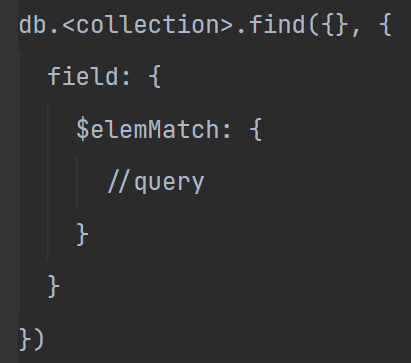 db.<collection>.find({}, {
field: {
$elemMatch: {
//query
}
}
})